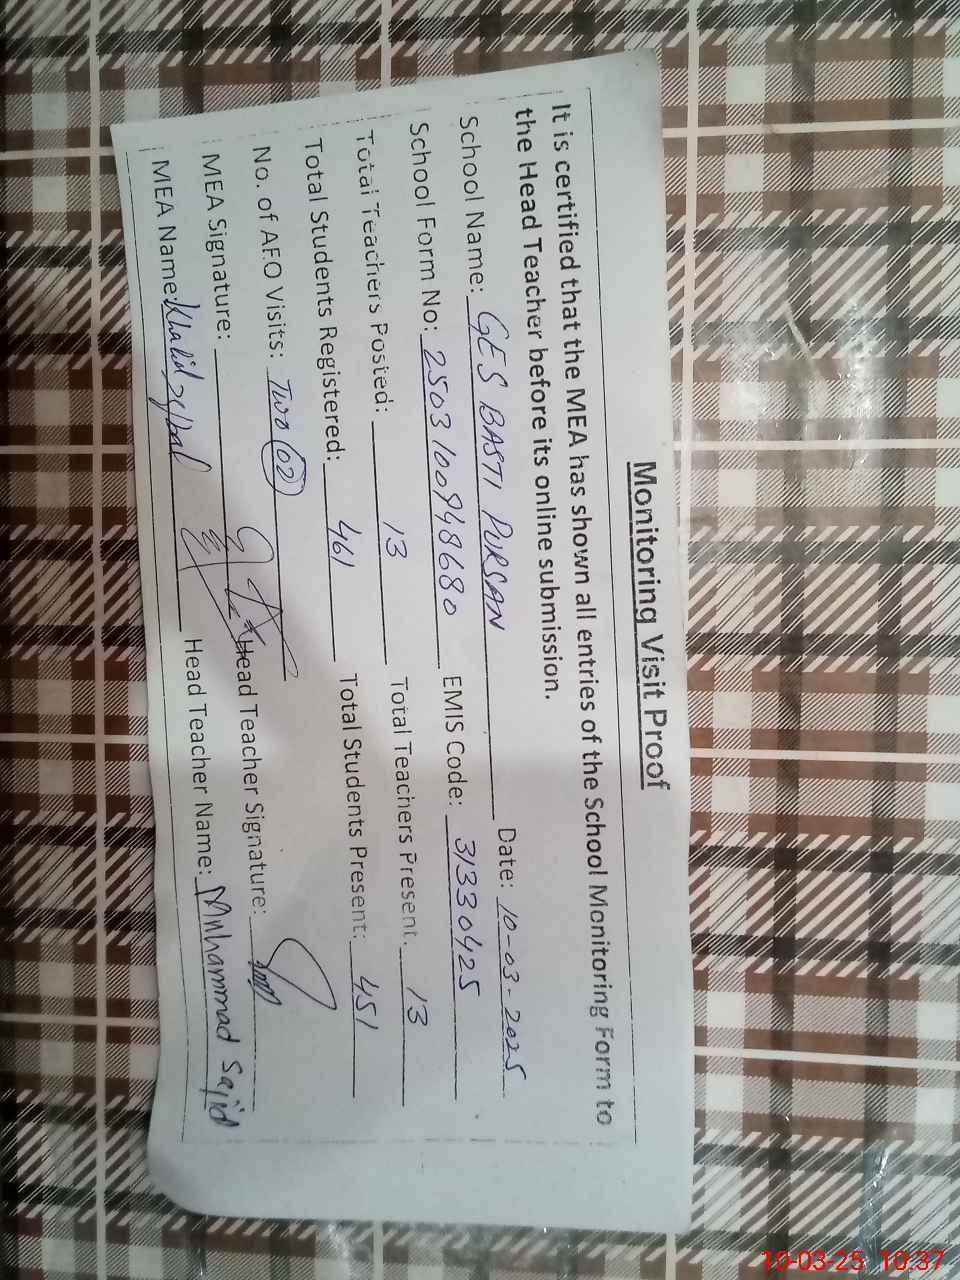 Monitoring Visit Proof
It is certified that the MEA has shown all entries of the School Monitoring Form to
the Head Teacher before its online submission.
School Name: GES BASTI PURSAN Date: 10-03-2025
School Form No: 2503100948680 EMIS Code: 31330425
Total Teachers Posted: 13 Total Teachers Present: 13
Total Students Registered: 461 Total Students Present: 451
No. of AEO Visits: Two (02)
MEA Signature: Head Teacher Signature:
MEA Name: Khalid Iqbal Head Teacher Name: Muhammad Sajid
10-03-25 10:37